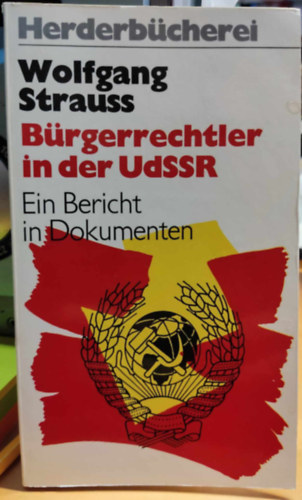 Herderbücherei
Wolfgang
Strauss
Bürgerrechtler
in der UdSSR
Ein Bericht
in Dokumenten